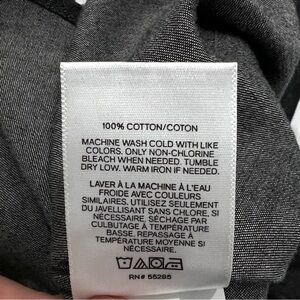 100% COTTON/COTON
MACHINE WASH COLD WITH LIKE
COLORS. ONLY NON-CHLORINE
BLEACH WHEN NEEDED. TUMBLE
DRY LOW. WARM IRON IF NEEDED.
LAVER À LA MACHINE À L'EAU
FROIDE AVEC COULEURS
SIMILAIRES, UTILISEZ SEULEMENT
DU JAVELLISANT SANS CHLORE, SI
NÉCESSAIRE. SÉCHAGE PAR
CULBUTAGE À TEMPÉRATURE
BASSE. REPASSAGE À
TEMPÉRATURE MOYENNE SI
NÉCESSAIRE.
RN# 55285